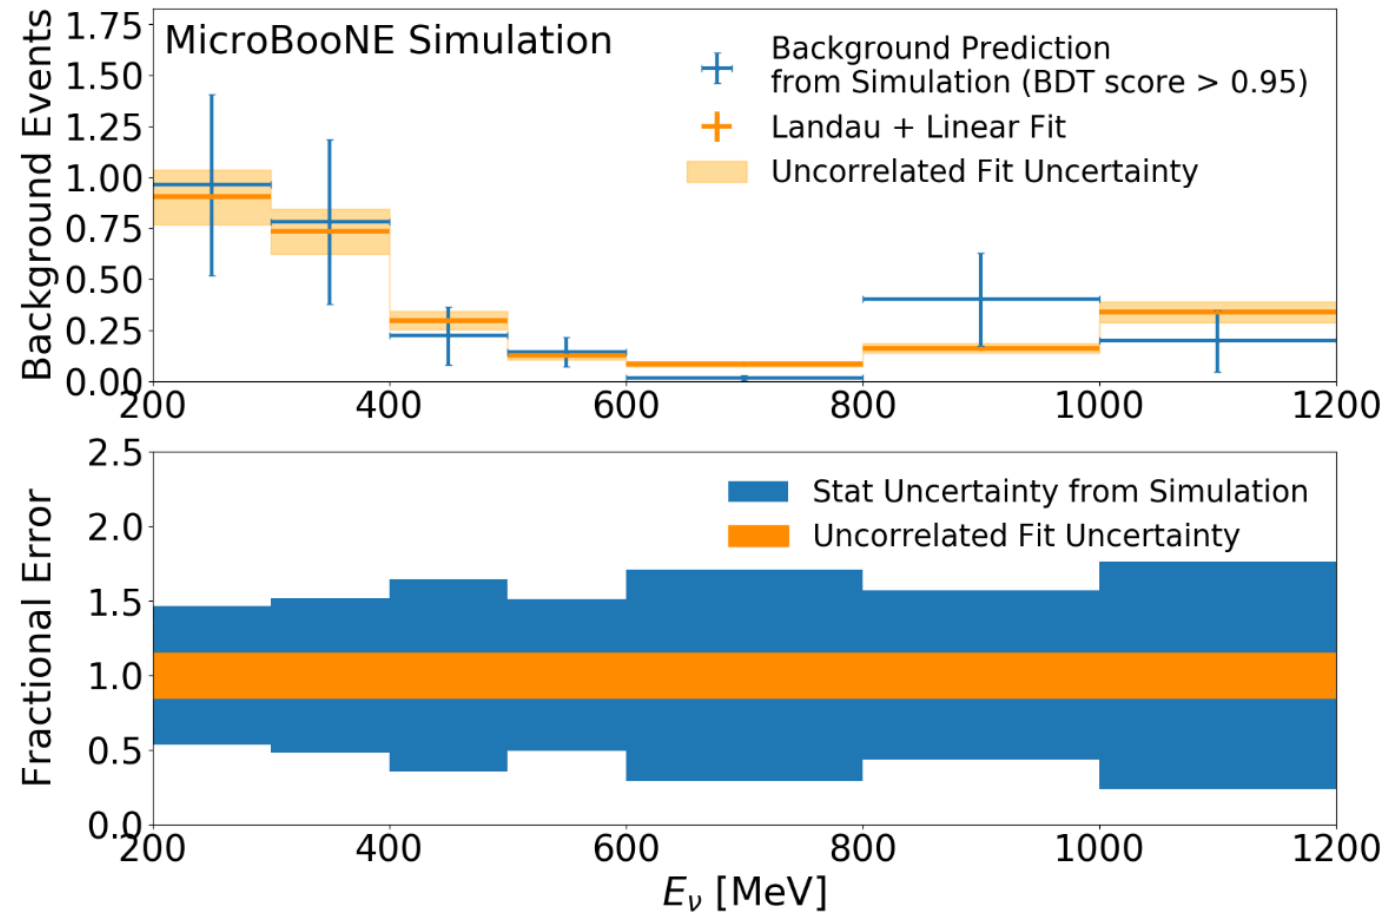 MicroBooNE Simulation
Background Prediction
from Simulation (BDT score > 0.95)
Landau + Linear Fit
Uncorrelated Fit Uncertainty
Background Events
1.75
1.50
1.25
1.00
0.75
0.50
0.25
0.00
200 400 600 800 1000 1200
Stat Uncertainty from Simulation
Uncorrelated Fit Uncertainty
Fractional Error
2.5
2.0
1.5
1.0
0.5
0.0
200 400 600 800 1000 1200
Eν [MeV]